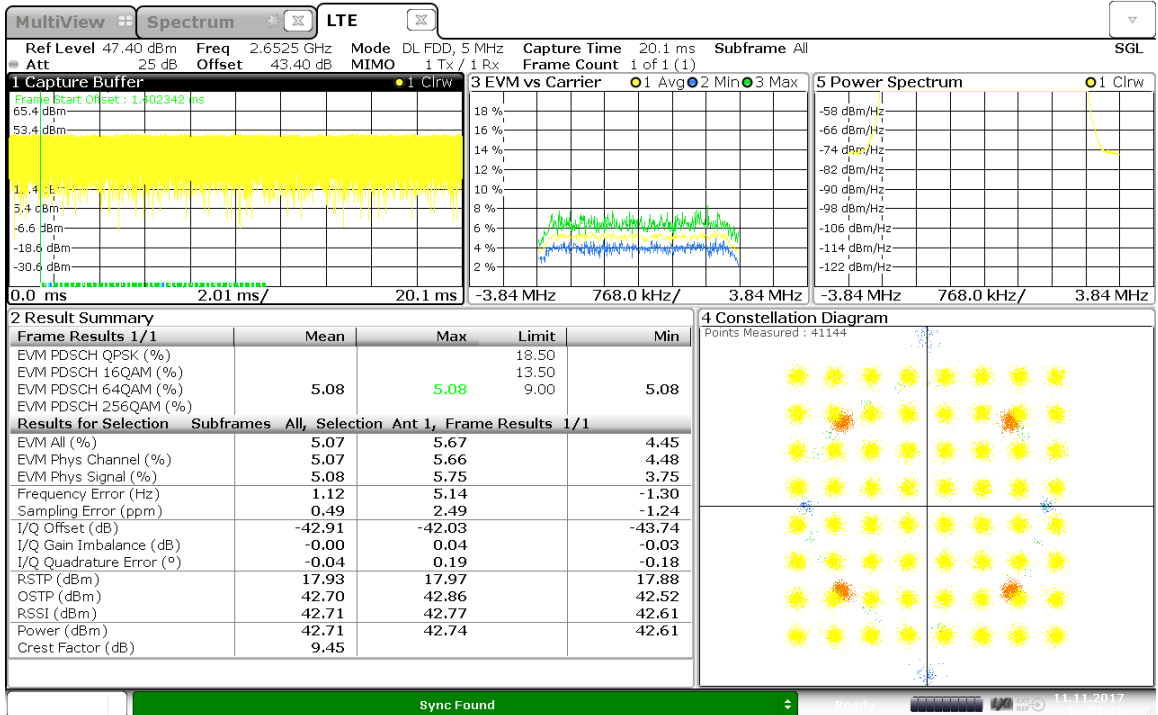 MultiView Spectrum LTE
Ref Level 47.40 dBm Freq 2.6525 GHz Mode DL FDD, 5 MHz Capture Time 20.1 ms Subframe All SGL
Att 25 dB Offset 43.40 dB MIMO 1 Tx / 1 Rx Frame Count 1 of 1 (1)
1 Capture Buffer 1 Clrw
Frame Start Offset : 1.402342 ms
65.4 dBm
53.4 dBm
5.4 dBm
-6.6 dBm
-18.6 dBm
-30.6 dBm
0.0 ms 2.01 ms/ 20.1 ms
3 EVM vs Carrier 1 Avg 2 Min 3 Max
18 %
16 %
14 %
12 %
10 %
8 %
6 %
4 %
2 %
-3.84 MHz 768.0 kHz/ 3.84 MHz
5 Power Spectrum 1 Clrw
-58 dBm/Hz
-66 dBm/Hz
-74 dBm/Hz
-82 dBm/Hz
-90 dBm/Hz
-98 dBm/Hz
-106 dBm/Hz
-114 dBm/Hz
-122 dBm/Hz
-3.84 MHz 768.0 kHz/ 3.84 MHz
2 Result Summary
Frame Results 1/1 Mean Max Limit Min
EVM PDSCH QPSK (%) 18.50
EVM PDSCH 16QAM (%) 13.50
EVM PDSCH 64QAM (%) 5.08 5.08 9.00 5.08
EVM PDSCH 256QAM (%)
Results for Selection Subframes All, Selection Ant 1, Frame Results 1/1
EVM All (%) 5.07 5.67 4.45
EVM Phys Channel (%) 5.07 5.66 4.48
EVM Phys Signal (%) 5.08 5.75 3.75
Frequency Error (Hz) 1.12 5.14 -1.30
Sampling Error (ppm) 0.49 2.49 -1.24
I/Q Offset (dB) -42.91 -42.03 -43.74
I/Q Gain Imbalance (dB) -0.00 0.04 -0.03
I/Q Quadrature Error (º) -0.04 0.19 -0.18
RSTP (dBm) 17.93 17.97 17.88
OSTP (dBm) 42.70 42.86 42.52
RSSI (dBm) 42.71 42.77 42.61
Power (dBm) 42.71 42.74 42.61
Crest Factor (dB) 9.45
4 Constellation Diagram
Points Measured : 41144
Sync Found
Ready
LXI
EXT REF
11.11.2017